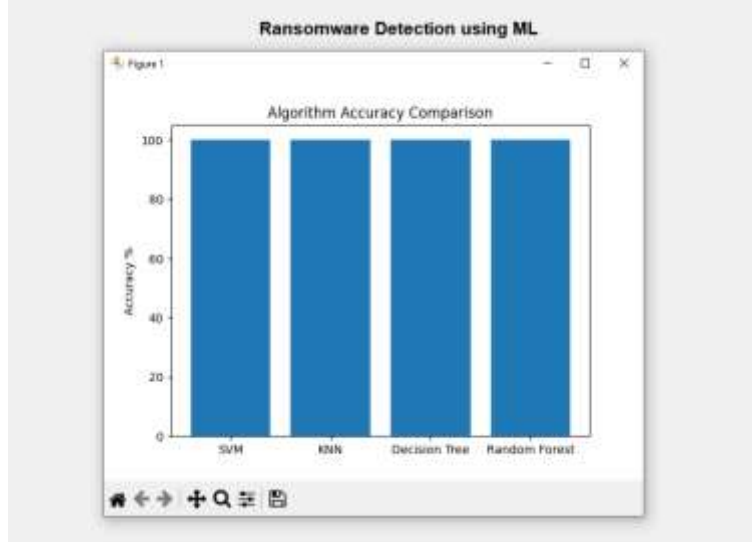 Ransomware Detection using ML
Figure 1
Algorithm Accuracy Comparison
100
80
60
40
20
0
Accuracy %
SVM KNN Decision Tree Random Forest